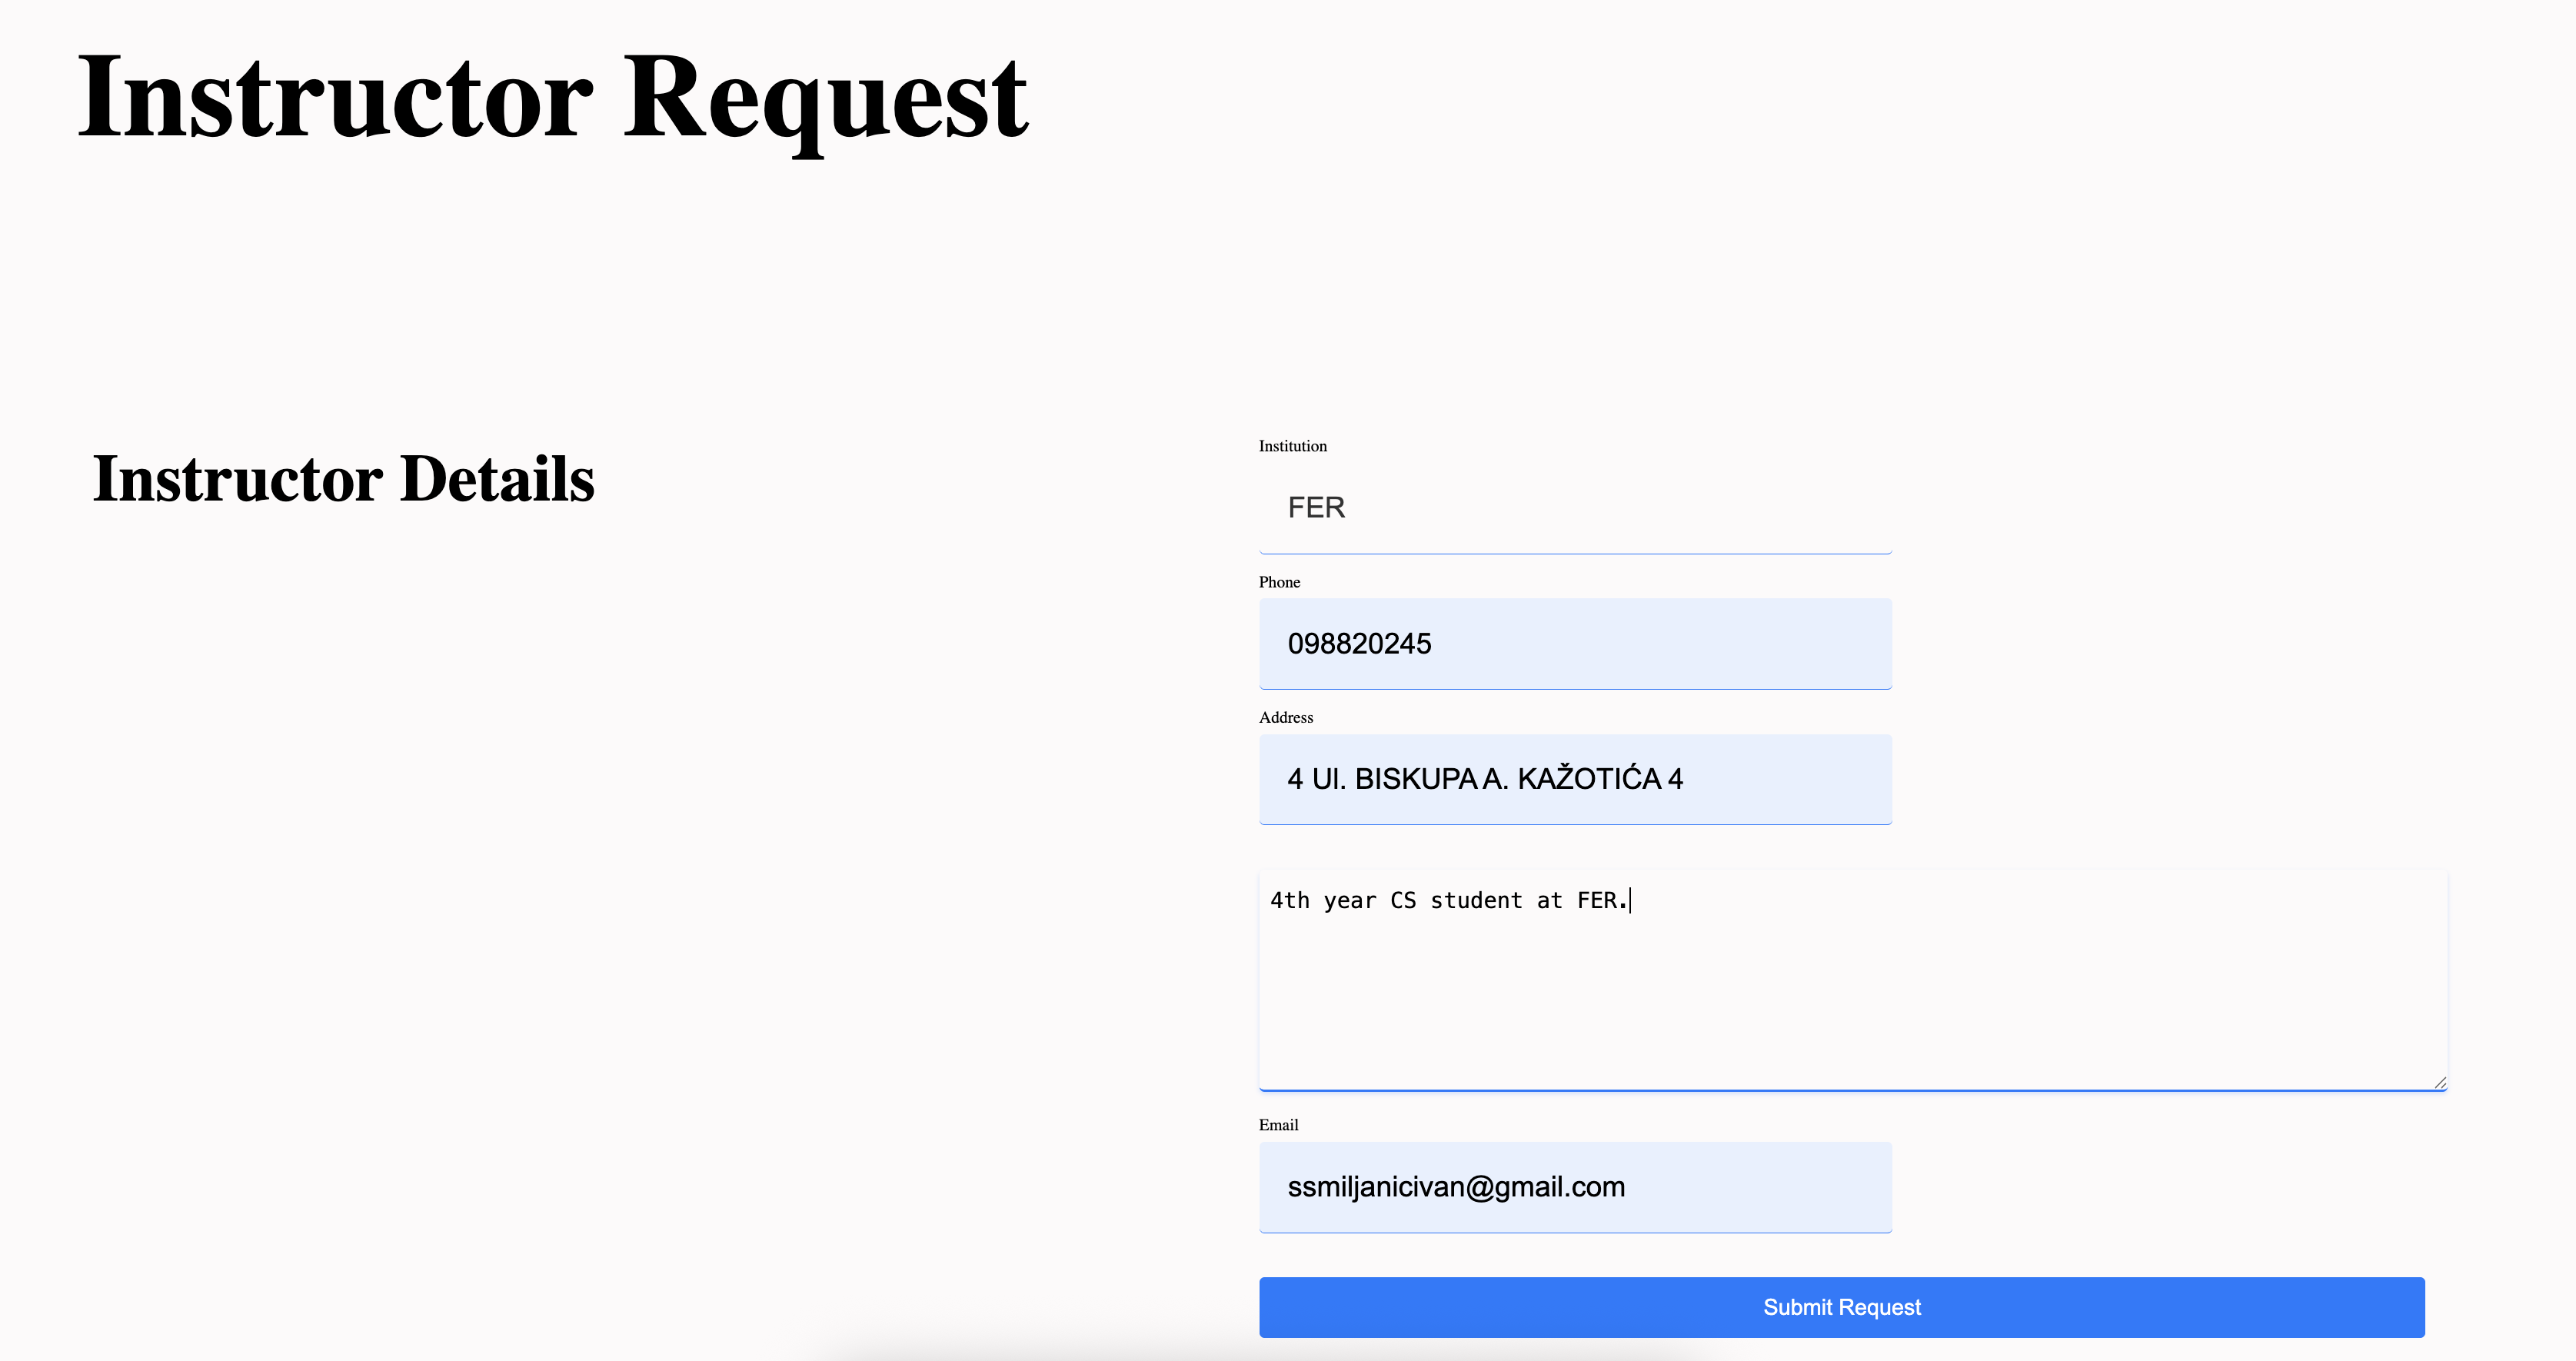 Instructor Request
Instructor Details
Institution
FER
Phone
098820245
Address
4 Ul. BISKUPA A. KAŽOTIĆA 4
4th year CS student at FER.
Email
ssmiljanicivan@gmail.com
Submit Request